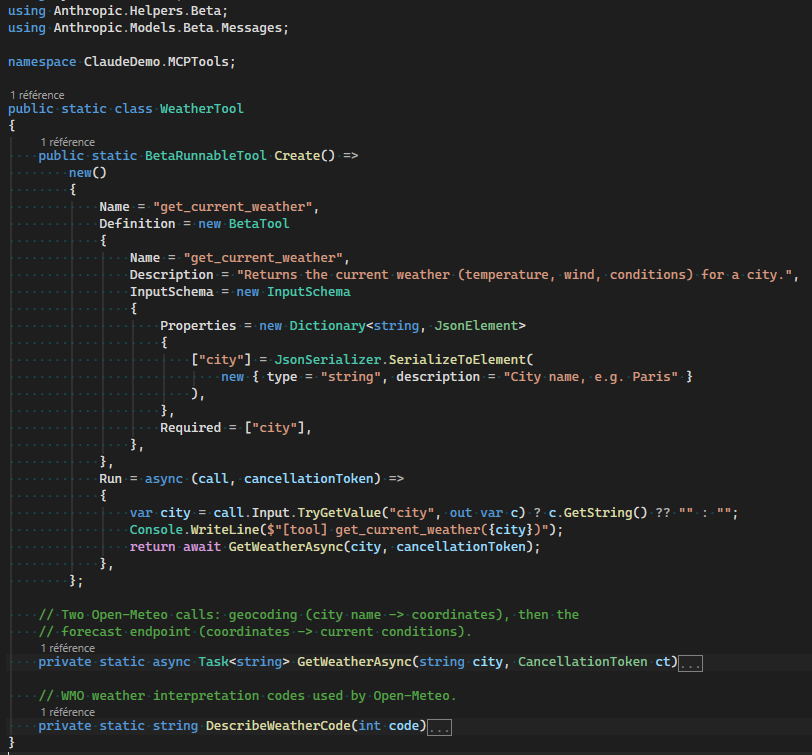 using Anthropic.Helpers.Beta;
using Anthropic.Models.Beta.Messages;
namespace ClaudeDemo.MCPTools;
1 référence
public static class WeatherTool
{
1 référence
public static BetaRunnableTool Create() =>
new()
{
Name = "get_current_weather",
Definition = new BetaTool
{
Name = "get_current_weather",
Description = "Returns the current weather (temperature, wind, conditions) for a city.",
InputSchema = new InputSchema
{
Properties = new Dictionary<string, JsonElement>
{
["city"] = JsonSerializer.SerializeToElement(
new { type = "string", description = "City name, e.g. Paris" }
),
},
Required = ["city"],
},
},
Run = async (call, cancellationToken) =>
{
var city = call.Input.TryGetValue("city", out var c) ? c.GetString() ?? "" : "";
Console.WriteLine($"[tool] get_current_weather({city})");
return await GetWeatherAsync(city, cancellationToken);
},
};
// Two Open-Meteo calls: geocoding (city name -> coordinates), then the
// forecast endpoint (coordinates -> current conditions).
1 référence
private static async Task<string> GetWeatherAsync(string city, CancellationToken ct)...
// WMO weather interpretation codes used by Open-Meteo.
1 référence
private static string DescribeWeatherCode(int code)...
}